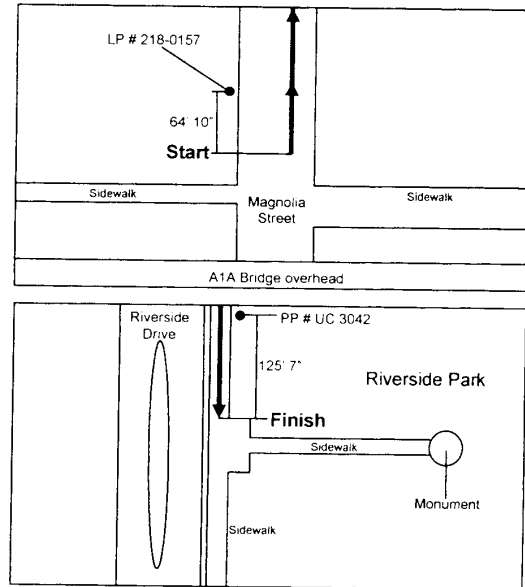 LP # 218-0157
64' 10"
Start
Sidewalk
Magnolia
Street
Sidewalk
A1A Bridge overhead
Riverside
Drive
PP # UC 3042
125' 7"
Riverside Park
Finish
Sidewalk
Monument
Sidewalk